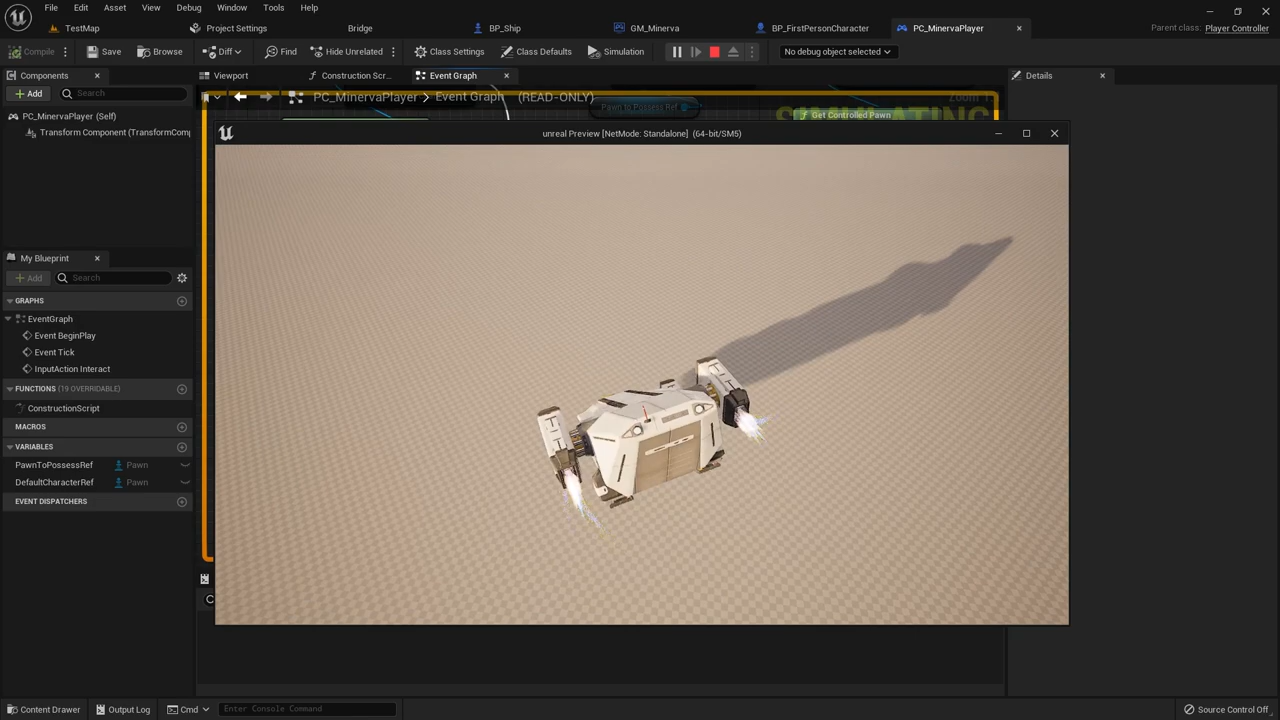 File Edit Asset View Debug Window Tools Help
TestMap Project Settings Bridge BP_Ship GM_Minerva BP_FirstPersonCharacter PC_MinervaPlayer Parent class: Player Controller
Compile Save Browse Diff Find Hide Unrelated Class Settings Class Defaults Simulation No debug object selected
Components Viewport Construction Scr... Event Graph Details
+ Add Search PC_MinervaPlayer > Event Graph (READ-ONLY)
Pawn to Possess Ref
Get Controlled Pawn
PC_MinervaPlayer (Self)
Transform Component (TransformComp
unreal Preview [NetMode: Standalone] (64-bit/SM5)
My Blueprint
+ Add Search
GRAPHS
EventGraph
Event BeginPlay
Event Tick
InputAction Interact
FUNCTIONS (19 OVERRIDABLE)
ConstructionScript
MACROS
VARIABLES
PawnToPossessRef Pawn
DefaultCharacterRef Pawn
EVENT DISPATCHERS
Content Drawer Output Log Cmd Enter Console Command Source Control Off